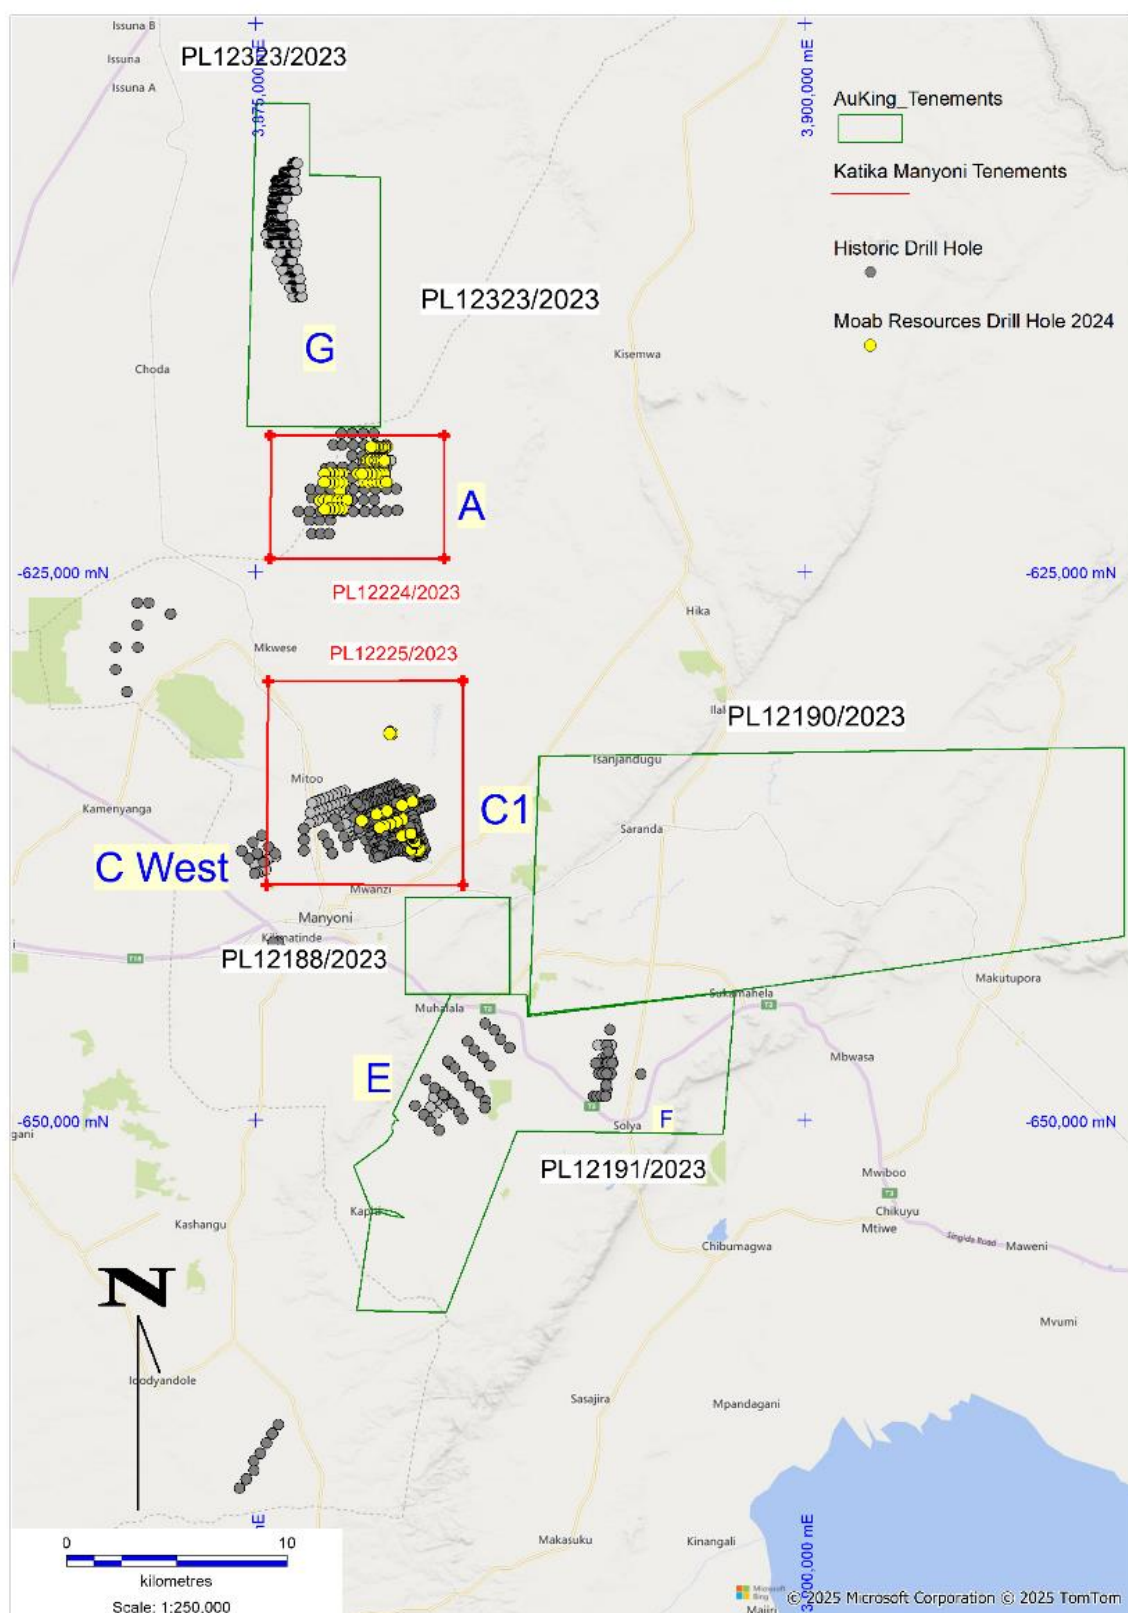 Issuna B
PL12323/2023
Issuna
Issuna A
3,875,000 mE
3,900,000 mE
AuKing_Tenements
Katika Manyoni Tenements
Historic Drill Hole
Moab Resources Drill Hole 2024
PL12323/2023
G
Kisemwa
Choda
A
-625,000 mN
-625,000 mN
PL12224/2023
Hika
Mkwese
PL12225/2023
PL12190/2023
Isanjandugu
Mitoo
Kamenyanga
C1
Saranda
C West
Mwanzi
Manyoni
Kilimatinde
PL12188/2023
Makutupora
Sukamahela
Muhalala
T3
T3
Mbwasa
E
T3
F
-650,000 mN
-650,000 mN
Solya
PL12191/2023
Mwiboo
T3
Chikuyu
Mtiwe
Kashangu
Chibumagwa
Singida Road
Maweni
N
Mvumi
Sasajira
Mpandagani
0
10
kilometres
Scale: 1:250,000
Makasuku
Kinangali
3,900,000 mE
Microsoft
Bing
© 2025 Microsoft Corporation © 2025 TomTom